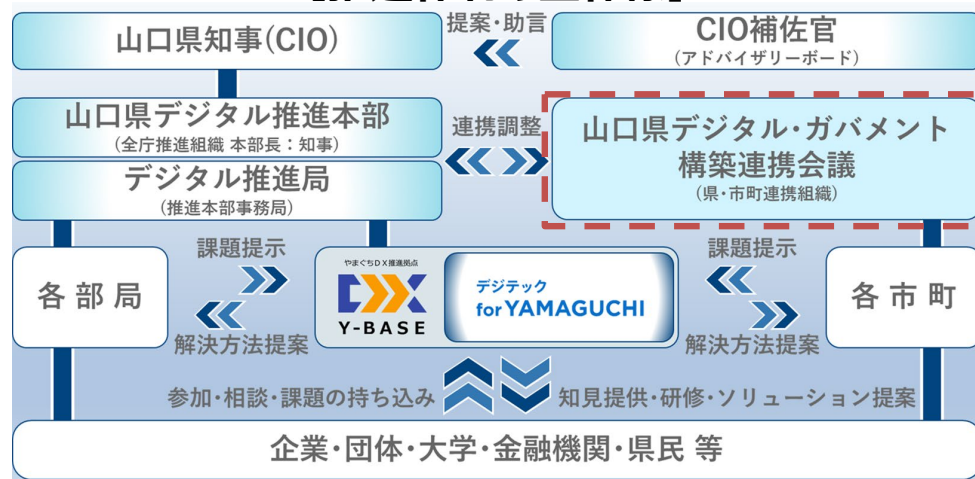 山口県知事(CIO)
提案・助言
CIO補佐官
(アドバイザリーボード)
山口県デジタル推進本部
(全庁推進組織 本部長：知事)
連携調整
山口県デジタル・ガバメント
構築連携会議
(県・市町連携組織)
デジタル推進局
(推進本部事務局)
各部局
課題提示
解決方法提案
やまぐちDX推進拠点
Y-BASE
デジテック
for YAMAGUCHI
課題提示
解決方法提案
各市町
参加・相談・課題の持ち込み
知見提供・研修・ソリューション提案
企業・団体・大学・金融機関・県民 等